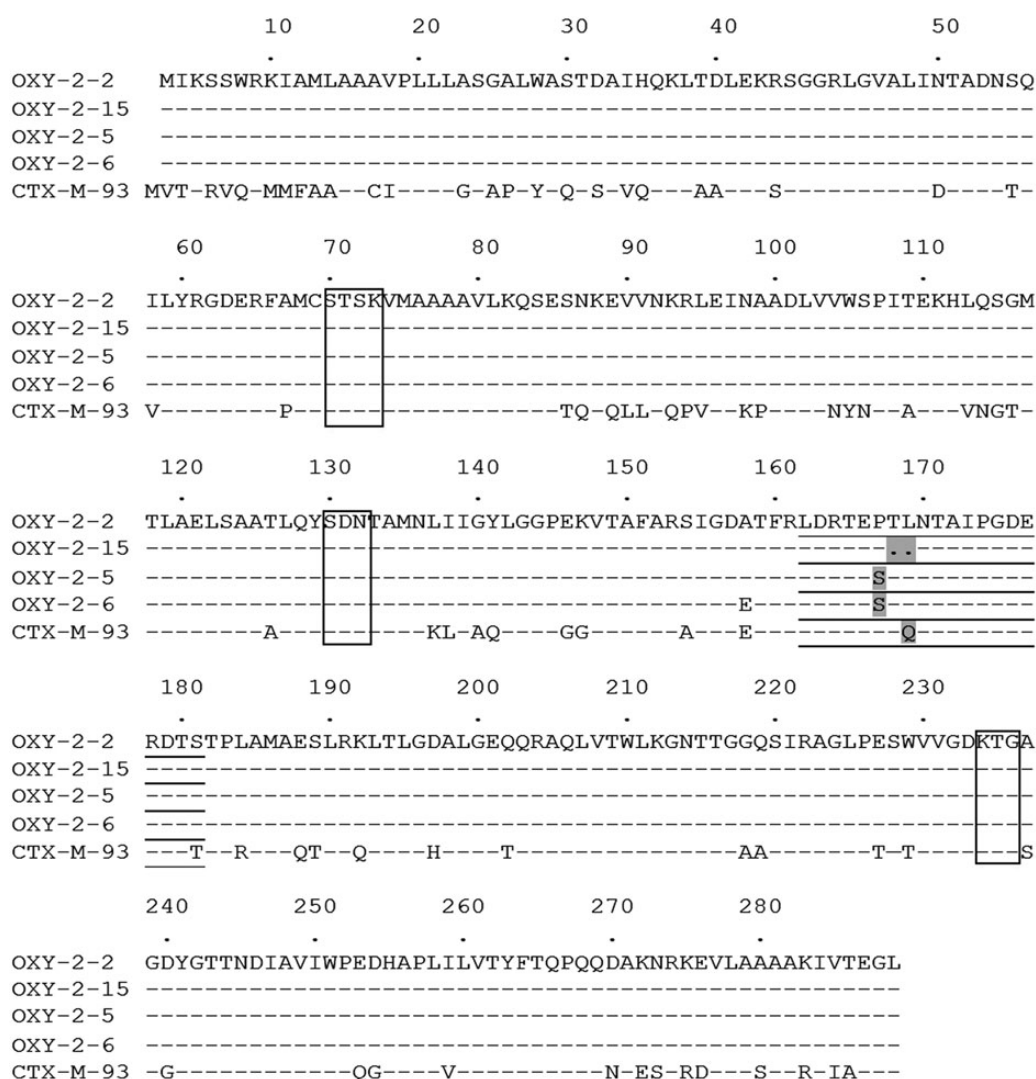 10 20 30 40 50
. . . . .
OXY-2-2 MIKSSWRKIAMLAAAVPLLLASGALWASTDAIHQKLTDLEKRSGGRLGVALINTADNSQ
OXY-2-15 -----------------------------------------------------------
OXY-2-5 -----------------------------------------------------------
OXY-2-6 -----------------------------------------------------------
CTX-M-93 MVT-RVQ-MMFAA--CI----G-AP-Y-Q-S-VQ---AA---S----------D----T-
60 70 80 90 100 110
. . . . . .
OXY-2-2 ILYRGDERFAMCSTSKVMAAAAVLKQSESNKEVVNKRLEINAADLVVWSPITEKHLQSGM
OXY-2-15 ------------------------------------------------------------
OXY-2-5 ------------------------------------------------------------
OXY-2-6 ------------------------------------------------------------
CTX-M-93 V--------P------------------TQ-QLL-QPV--KP----NYN--A---VNGT-
120 130 140 150 160 170
. . . . . .
OXY-2-2 TLAELSAATLQYSDNTAMNLIIGYLGGPEKVTAFARSIGDATFRLDRTEPTLNTAIPGDE
OXY-2-15 --------------------------------------------------..--------
OXY-2-5 -------------------------------------------------S----------
OXY-2-6 ----------------------------------------E--------S----------
CTX-M-93 --------A----------KL-AQ----GG------A---E----------Q--------
180 190 200 210 220 230
. . . . . .
OXY-2-2 RDTSTPLAMAESLRKLTLGDALGEQQRAQLVTWLKGNTTGGQSIRAGLPESWVVGDKTGA
OXY-2-15 ------------------------------------------------------------
OXY-2-5 ------------------------------------------------------------
OXY-2-6 ------------------------------------------------------------
CTX-M-93 ---T--R---QT--Q----H----T---------------AA-------T-T-------S
240 250 260 270 280
. . . . .
OXY-2-2 GDYGTTNDIAVIWPEDHAPLILVTYFTQPQQDAKNRKEVLAAAAKIVTEGL
OXY-2-15 ---------------------------------------------------
OXY-2-5 ---------------------------------------------------
OXY-2-6 ---------------------------------------------------
CTX-M-93 -G------------QG----V----------N-ES-RD---S--R-IA---